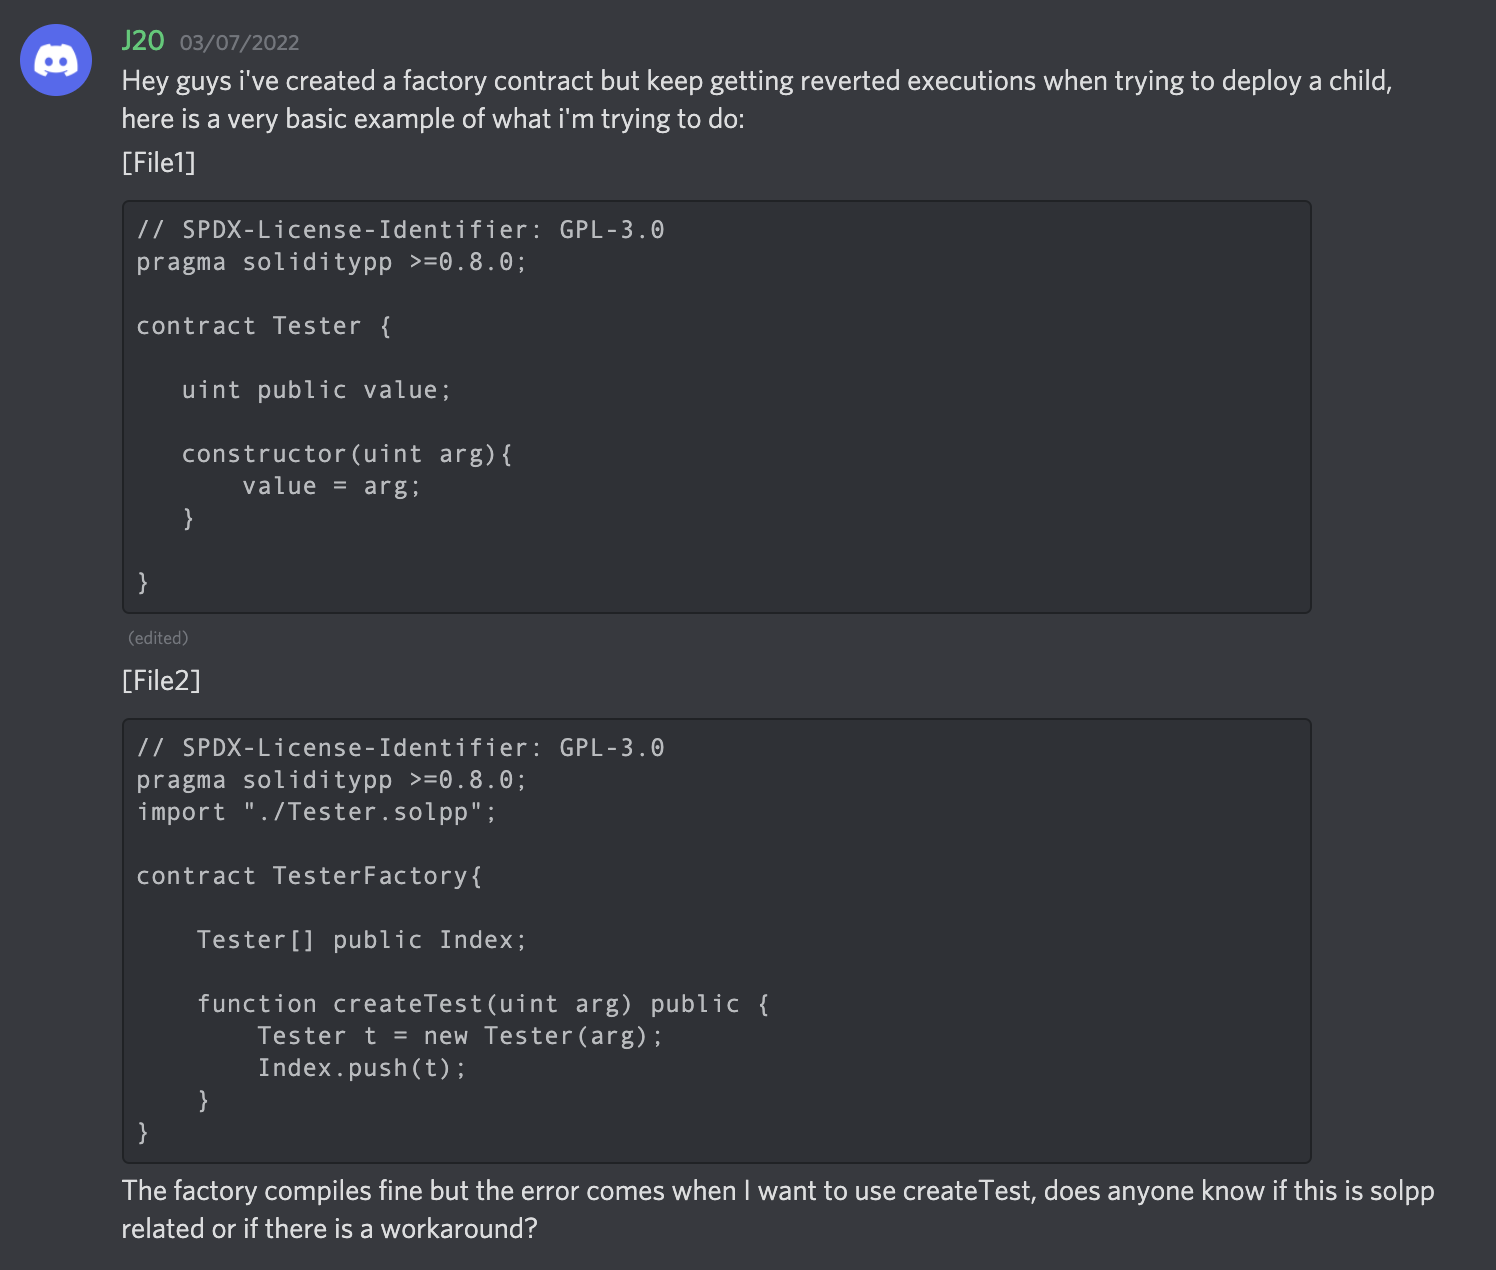 J20 03/07/2022
Hey guys i've created a factory contract but keep getting reverted executions when trying to deploy a child,
here is a very basic example of what i'm trying to do:
[File1]
// SPDX-License-Identifier: GPL-3.0
pragma soliditypp >=0.8.0;
contract Tester {
uint public value;
constructor(uint arg){
value = arg;
}
}
(edited)
[File2]
// SPDX-License-Identifier: GPL-3.0
pragma soliditypp >=0.8.0;
import "./Tester.solpp";
contract TesterFactory{
Tester[] public Index;
function createTest(uint arg) public {
Tester t = new Tester(arg);
Index.push(t);
}
}
The factory compiles fine but the error comes when I want to use createTest, does anyone know if this is solpp
related or if there is a workaround?